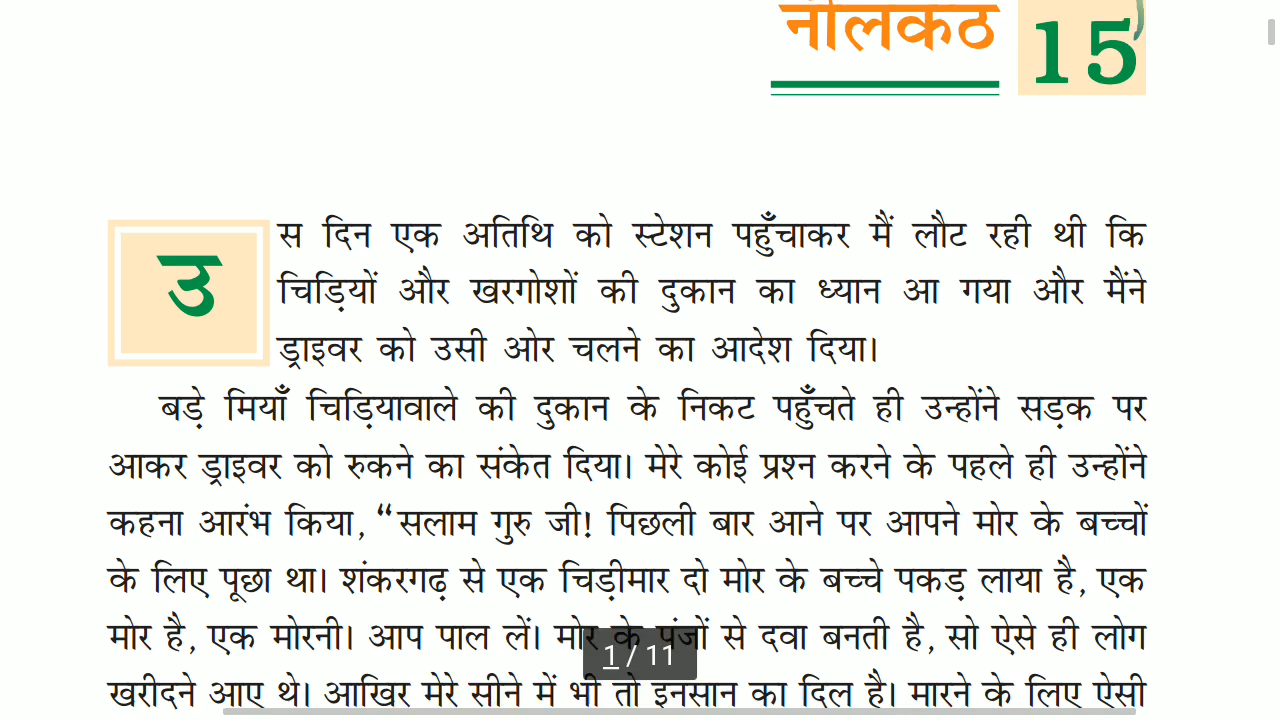 नीलकंठ
15
उस दिन एक अतिथि को स्टेशन पहुँचाकर मैं लौट रही थी कि
चिड़ियों और खरगोशों की दुकान का ध्यान आ गया और मैंने
ड्राइवर को उसी ओर चलने का आदेश दिया।
बड़े मियाँ चिड़ियावाले की दुकान के निकट पहुँचते ही उन्होंने सड़क पर
आकर ड्राइवर को रुकने का संकेत दिया। मेरे कोई प्रश्न करने के पहले ही उन्होंने
कहना आरंभ किया, “सलाम गुरु जी! पिछली बार आने पर आपने मोर के बच्चों
के लिए पूछा था। शंकरगढ़ से एक चिड़ीमार दो मोर के बच्चे पकड़ लाया है, एक
मोर है, एक मोरनी। आप पाल लें। मोर के पंजों से दवा बनती है, सो ऐसे ही लोग
खरीदने आए थे। आखिर मेरे सीने में भी तो इनसान का दिल है। मारने के लिए ऐसी
1 / 11